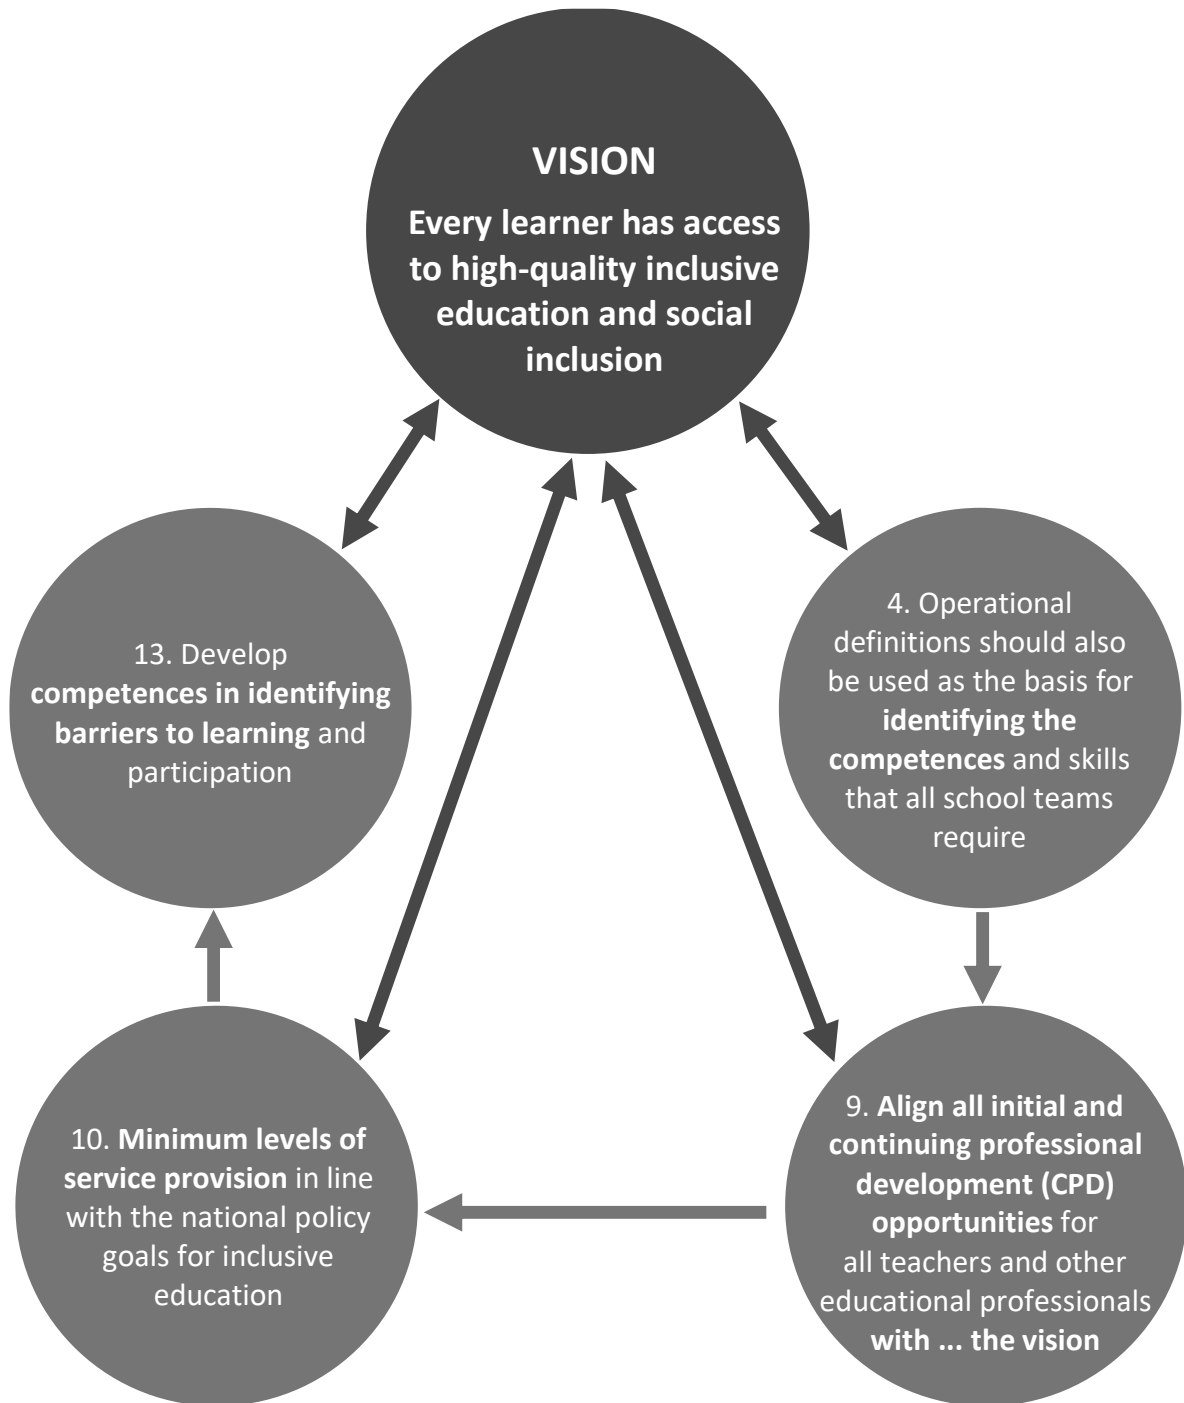 VISION
Every learner has access
to high-quality inclusive
education and social
inclusion
13. Develop
competences in identifying
barriers to learning and
participation
4. Operational
definitions should also
be used as the basis for
identifying the
competences and skills
that all school teams
require
10. Minimum levels of
service provision in line
with the national policy
goals for inclusive
education
9. Align all initial and
continuing professional
development (CPD)
opportunities for
all teachers and other
educational professionals
with ... the vision